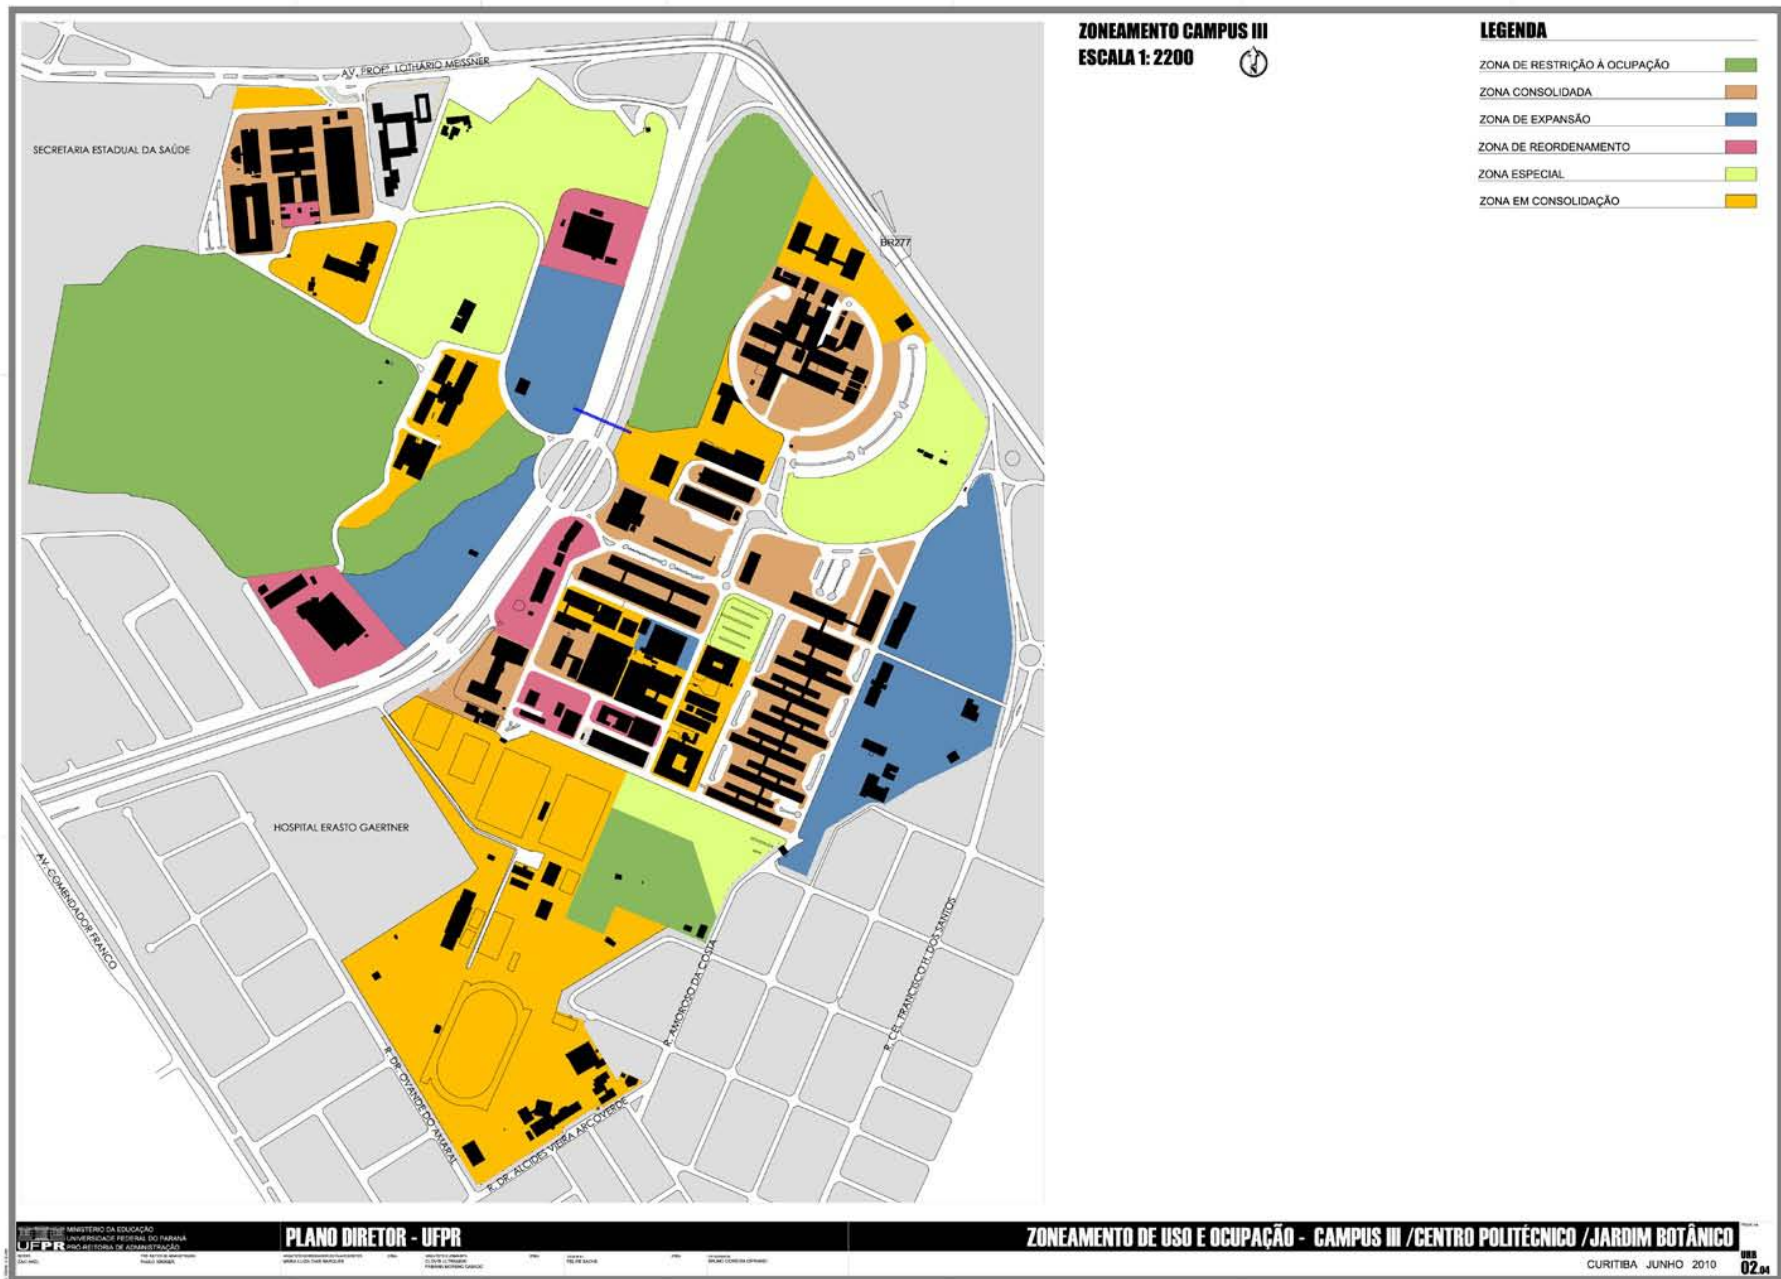 ZONEAMENTO CAMPUS III
ESCALA 1: 2200
LEGENDA
ZONA DE RESTRIÇÃO À OCUPAÇÃO
ZONA CONSOLIDADA
ZONA DE EXPANSÃO
ZONA DE REORDENAMENTO
ZONA ESPECIAL
ZONA EM CONSOLIDAÇÃO
AV. PROFº. LOTHÁRIO MEISSNER
SECRETARIA ESTADUAL DA SAÚDE
BR277
HOSPITAL ERASTO GAERTNER
AV. COMENDADOR FRANCO
R. DR. OVANDE DO AMARAL
R. DR. ALCIDES VIEIRA ARCOVERDE
R. AMOROSO DA COSTA
R. CEL. FRANCISCO H. DOS SANTOS
UFPR
MINISTÉRIO DA EDUCAÇÃO
UNIVERSIDADE FEDERAL DO PARANÁ
PRÓ-REITORIA DE ADMINISTRAÇÃO
PLANO DIRETOR - UFPR
ZONEAMENTO DE USO E OCUPAÇÃO - CAMPUS III /CENTRO POLITÉCNICO /JARDIM BOTÂNICO
CURITIBA JUNHO 2010
URB
02.04